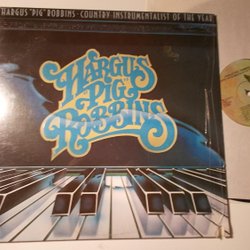 HARGUS "PIG" ROBBINS · COUNTRY INSTRUMENTALIST OF THE YEAR
HARGUS
PIG
ROBBINS